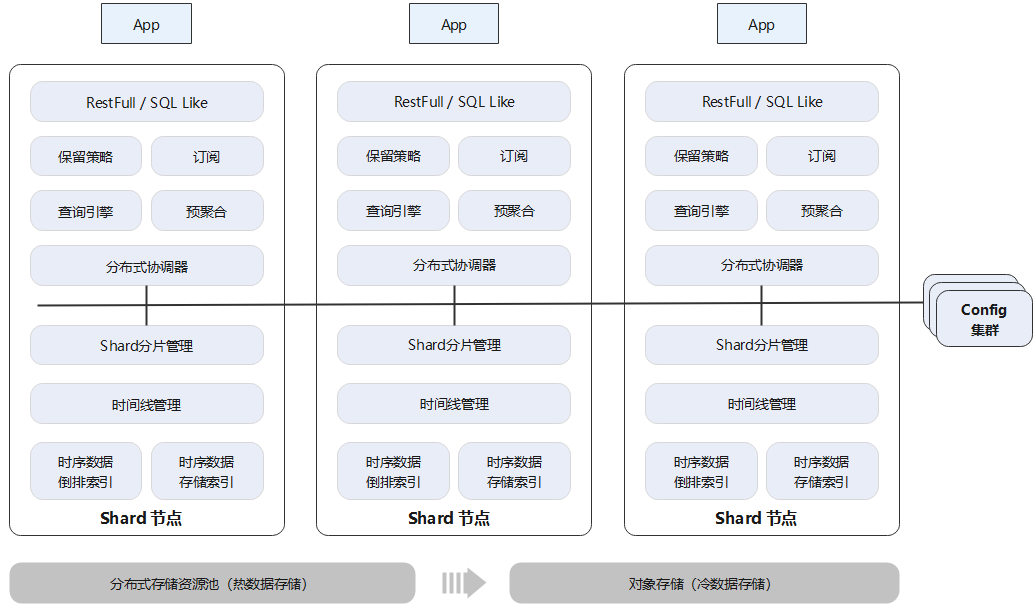 App
App
App
RestFull / SQL Like
保留策略
订阅
查询引擎
预聚合
分布式协调器
Shard分片管理
时间线管理
时序数据
倒排索引
时序数据
存储索引
Shard 节点
RestFull / SQL Like
保留策略
订阅
查询引擎
预聚合
分布式协调器
Shard分片管理
时间线管理
时序数据
倒排索引
时序数据
存储索引
Shard 节点
RestFull / SQL Like
保留策略
订阅
查询引擎
预聚合
分布式协调器
Shard分片管理
时间线管理
时序数据
倒排索引
时序数据
存储索引
Shard 节点
Config
集群
分布式存储资源池（热数据存储）
对象存储（冷数据存储）